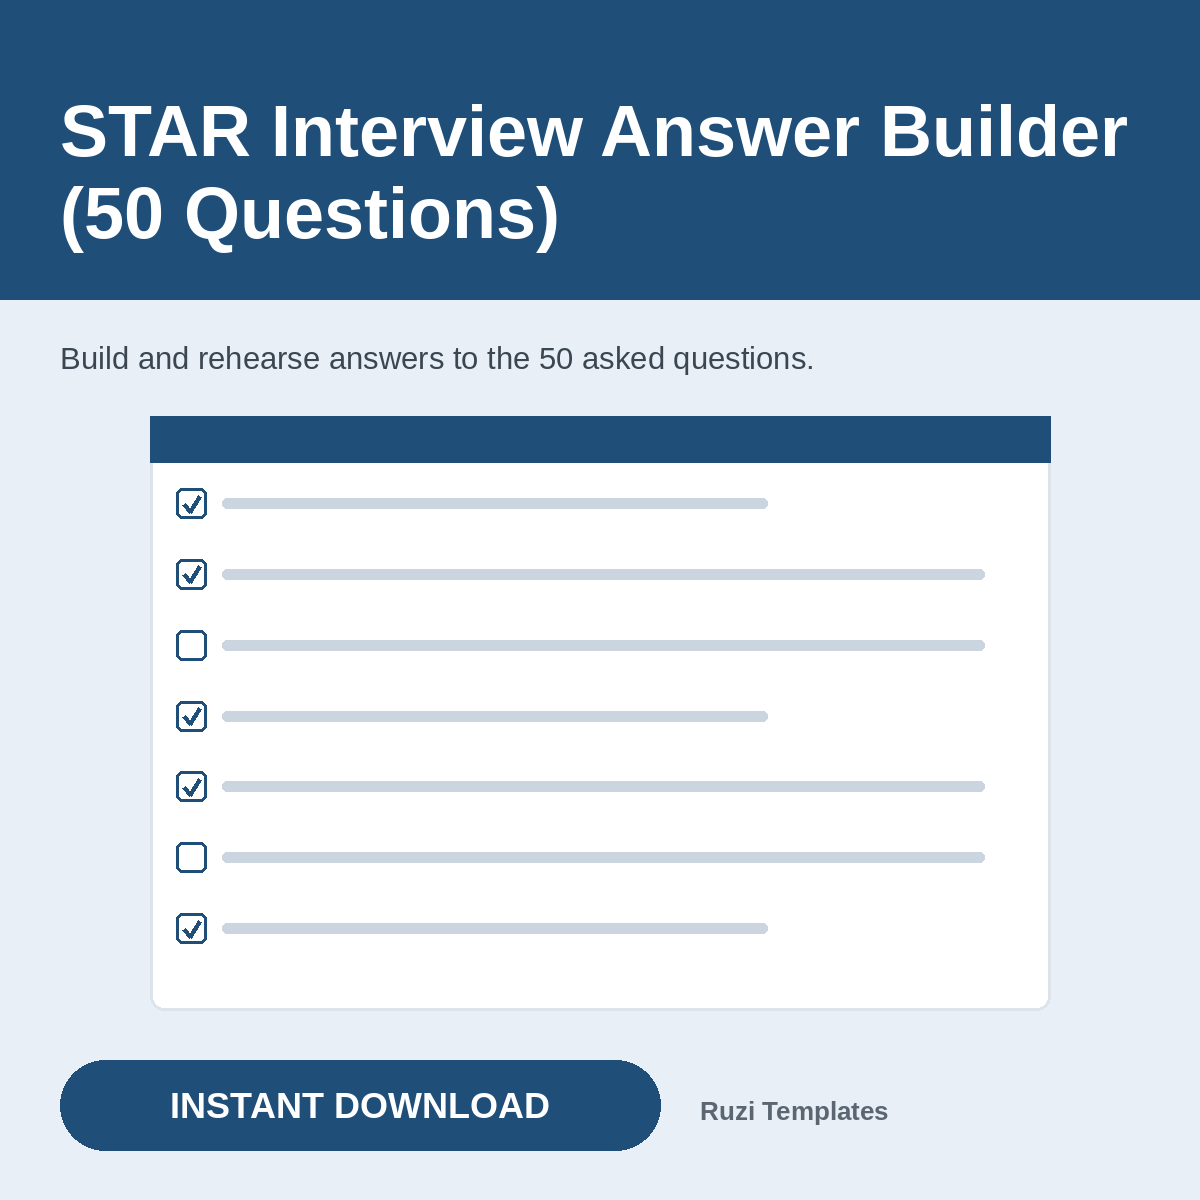 STAR Interview Answer Builder
(50 Questions)
Build and rehearse answers to the 50 asked questions.
INSTANT DOWNLOAD
Ruzi Templates